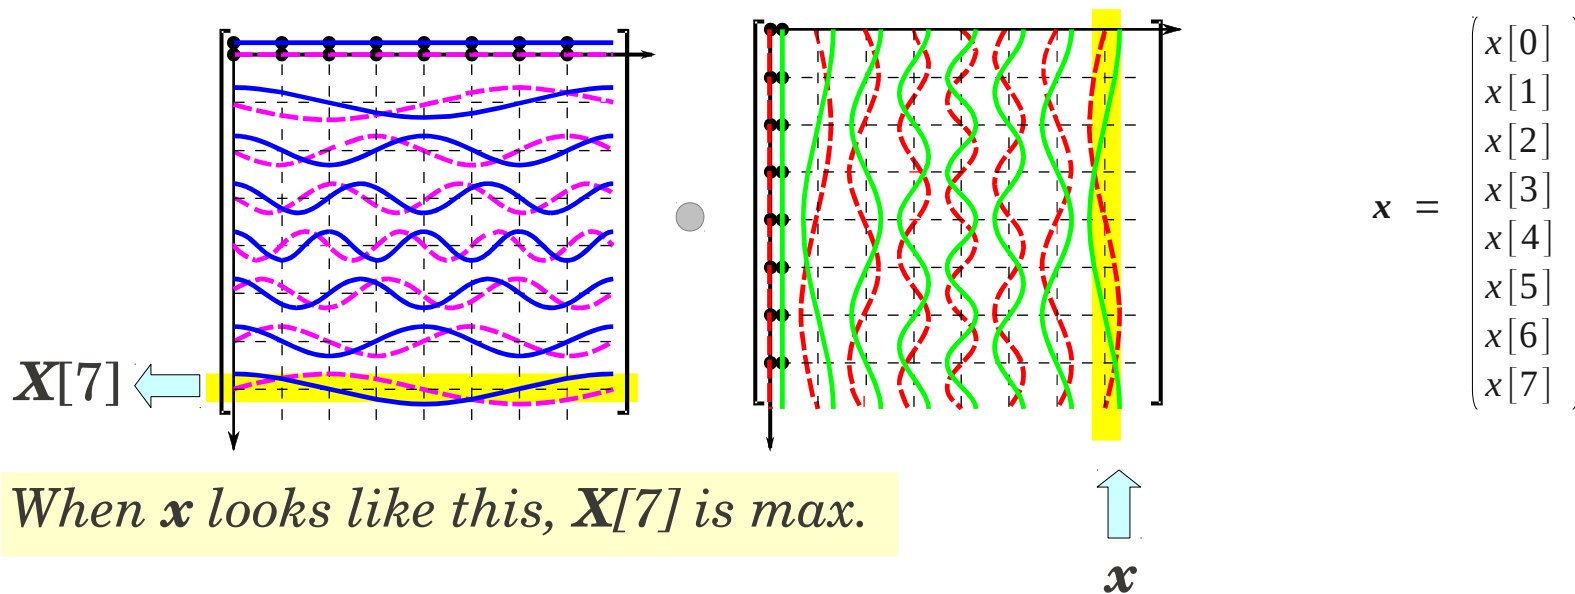 x[0]
x[1]
x[2]
x = x[3]
x[4]
x[5]
x[6]
X[7] x[7]
When x looks like this, X[7] is max.
x